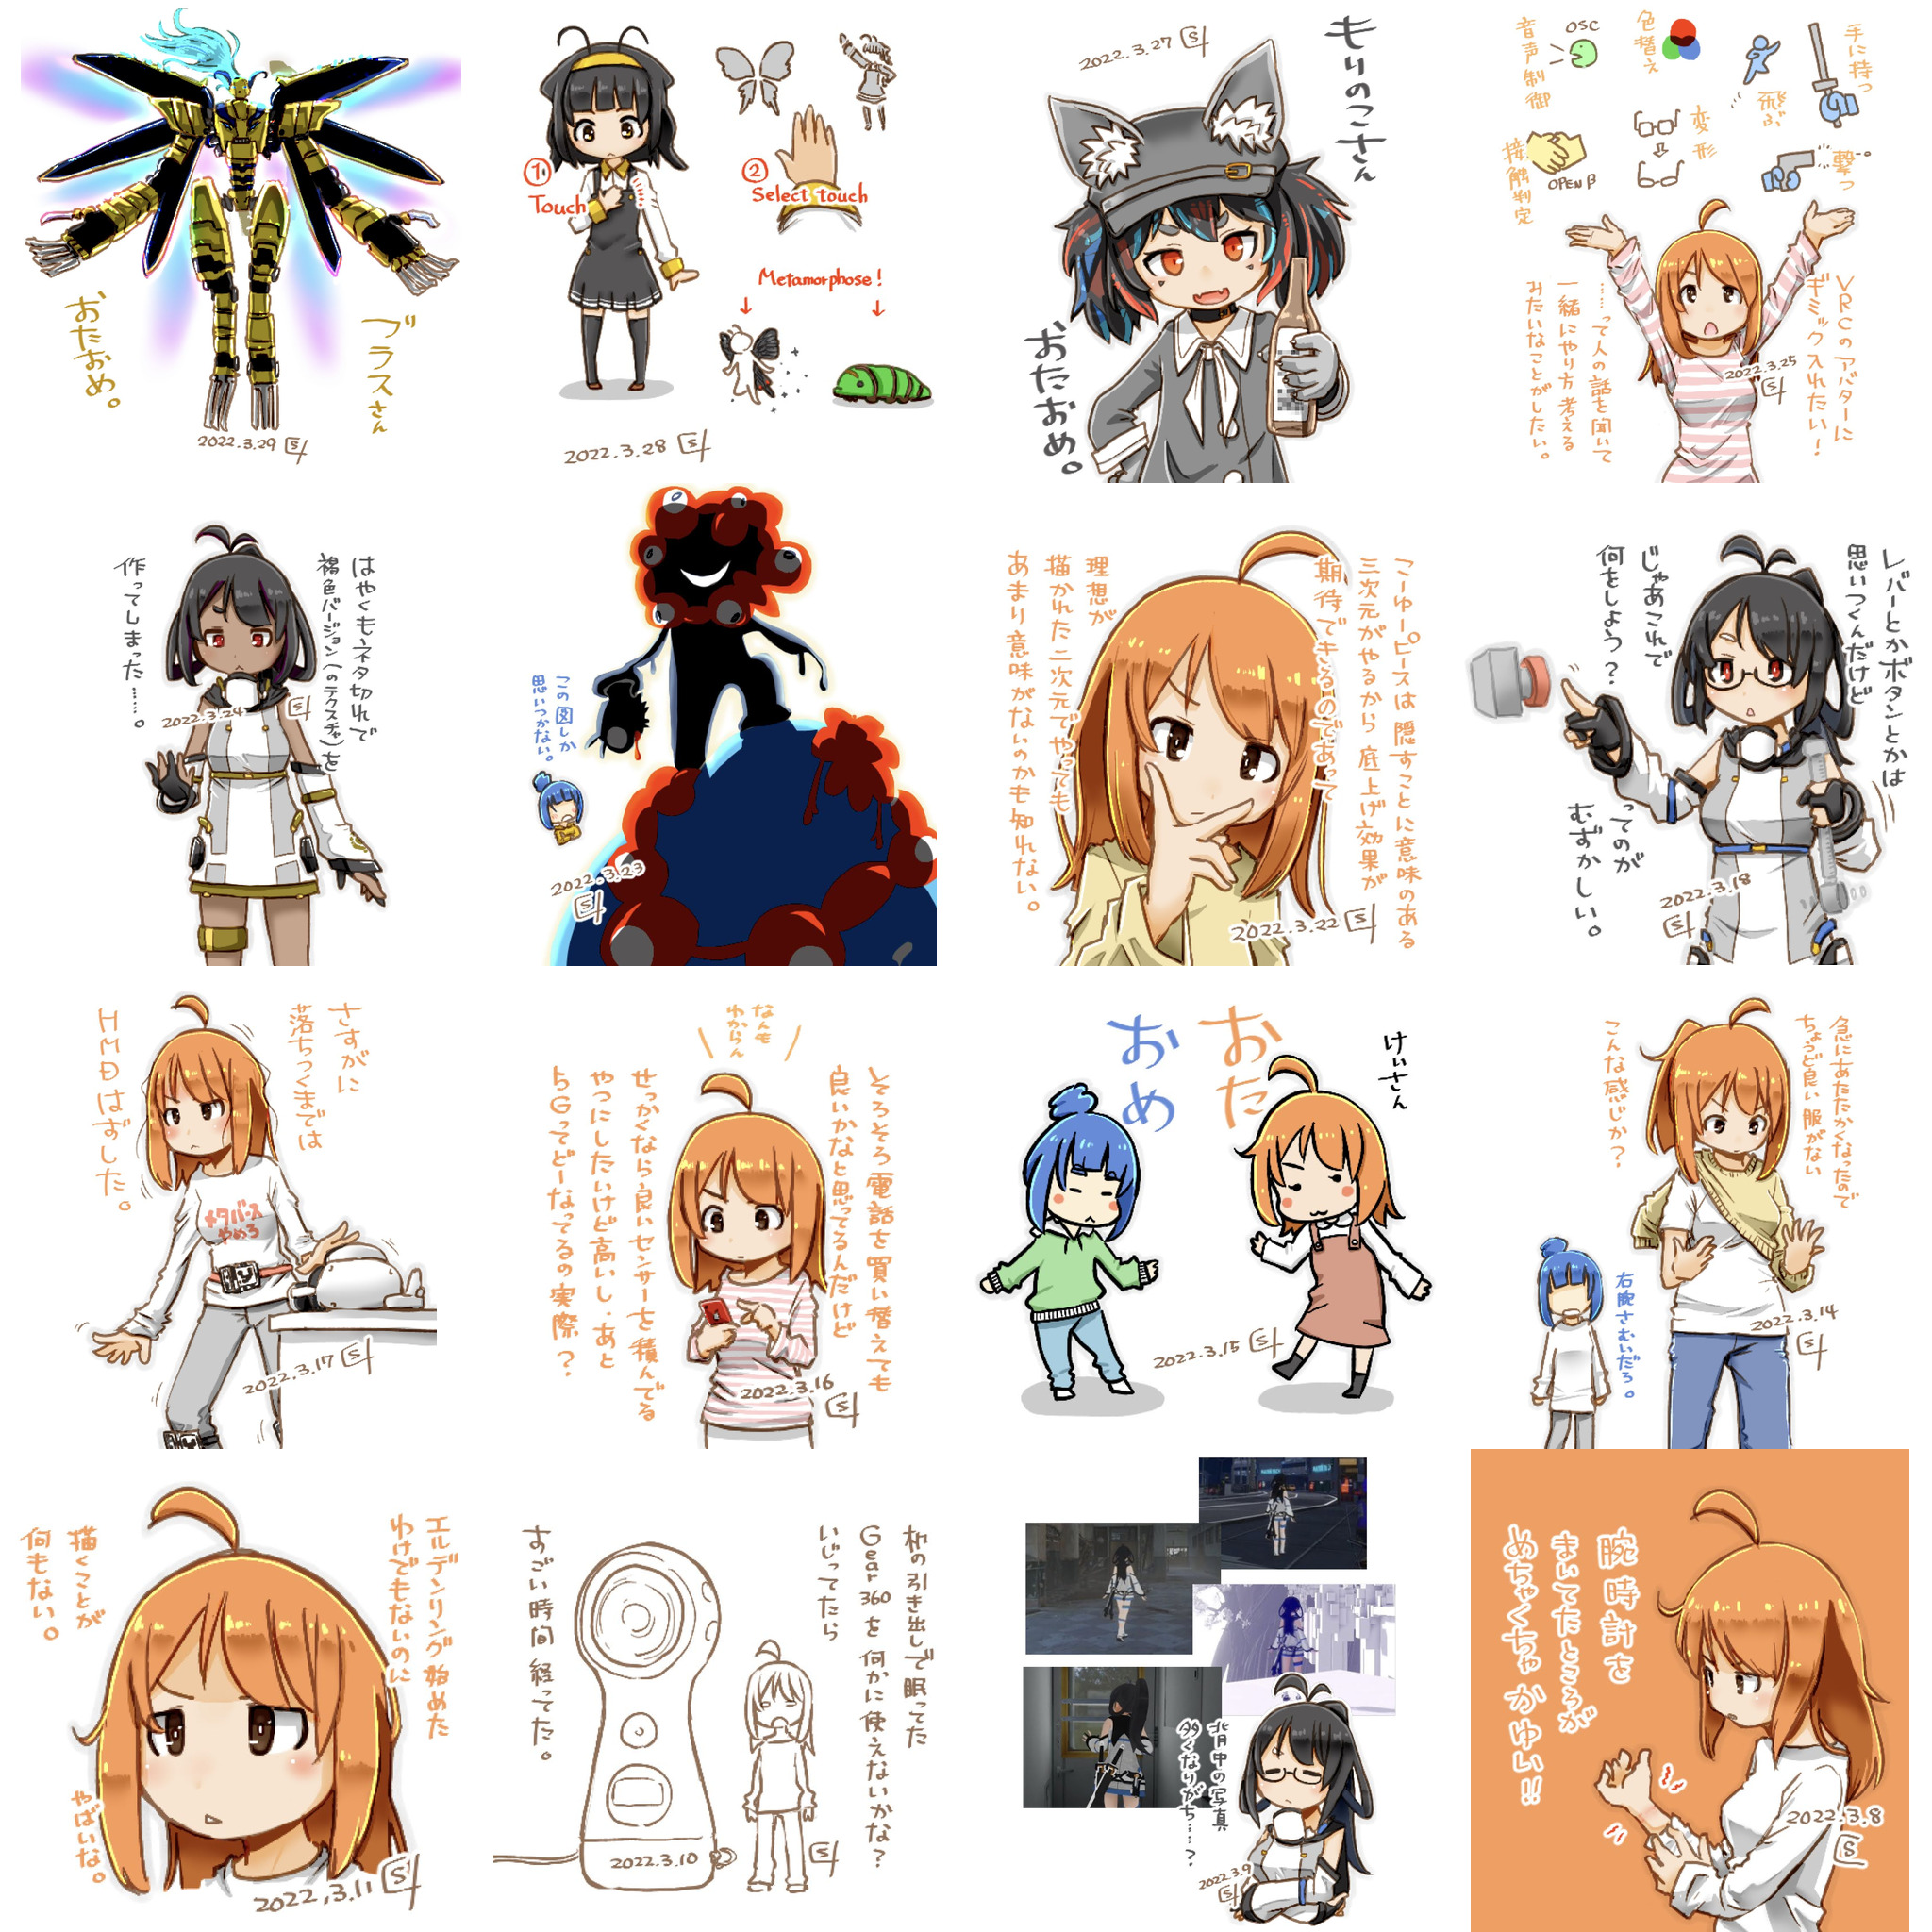 ブラスさん
おたおめ。
2022.3.29
①
Touch
②
Select touch
Metamorphose!
2022.3.28
もりのこさん
おたおめ。
2022.3.27
手に持つ
飛ぶ
色替え
OSC
音声制御
撃つ
変形
接触判定
OPENβ
VRCのアバターに
ギミック入れたい!
……って人の話を聞いて
一緒にやり方考える
みたいなことがしたい。
2022.3.25
はやくもネタ切れで
褐色バージョン(のテクスチャ)を
作ってしまった……。
2022.3.24
この図しか
思いつかない。
2022.3.23
こーゆーピースは隠すことに意味のある
三次元がやるから底上げ効果が
期待できるのであって
理想が
描かれた二次元でやっても
あまり意味がないのかも知れない。
2022.3.22
レバーとかボタンとかは
思いつくんだけど
じゃあこれで
何をしよう?
ってのが
むずかしい。
2022.3.18
さすがに
落ちつくまでは
HMDはずした。
メタバース
やめろ
2022.3.17
なんも
わからん
そろそろ電話を買い替えても
良いかなと思ってるんだけど
せっかくなら良いセンサーを積んでる
やつにしたいけど高いし、あと
5Gってどーなってるの実際?
2022.3.16
けいさん
おた
おめ
2022.3.15
急にあたたかくなったので
ちょうど良い服がない
こんな感じか?
右腕さむいだろ。
2022.3.14
エルデンリング始めた
わけでもないのに
描くことが
何もない。
やばいな。
2022.3.11
机の引き出しで眠ってた
Gear360を何かに使えないかな?
いじってたら
すごい時間経ってた。
2022.3.10
背中の写真
多くなりがち……?
2022.3.9
腕時計を
まいてたところが
めちゃくちゃかゆい!!
2022.3.8